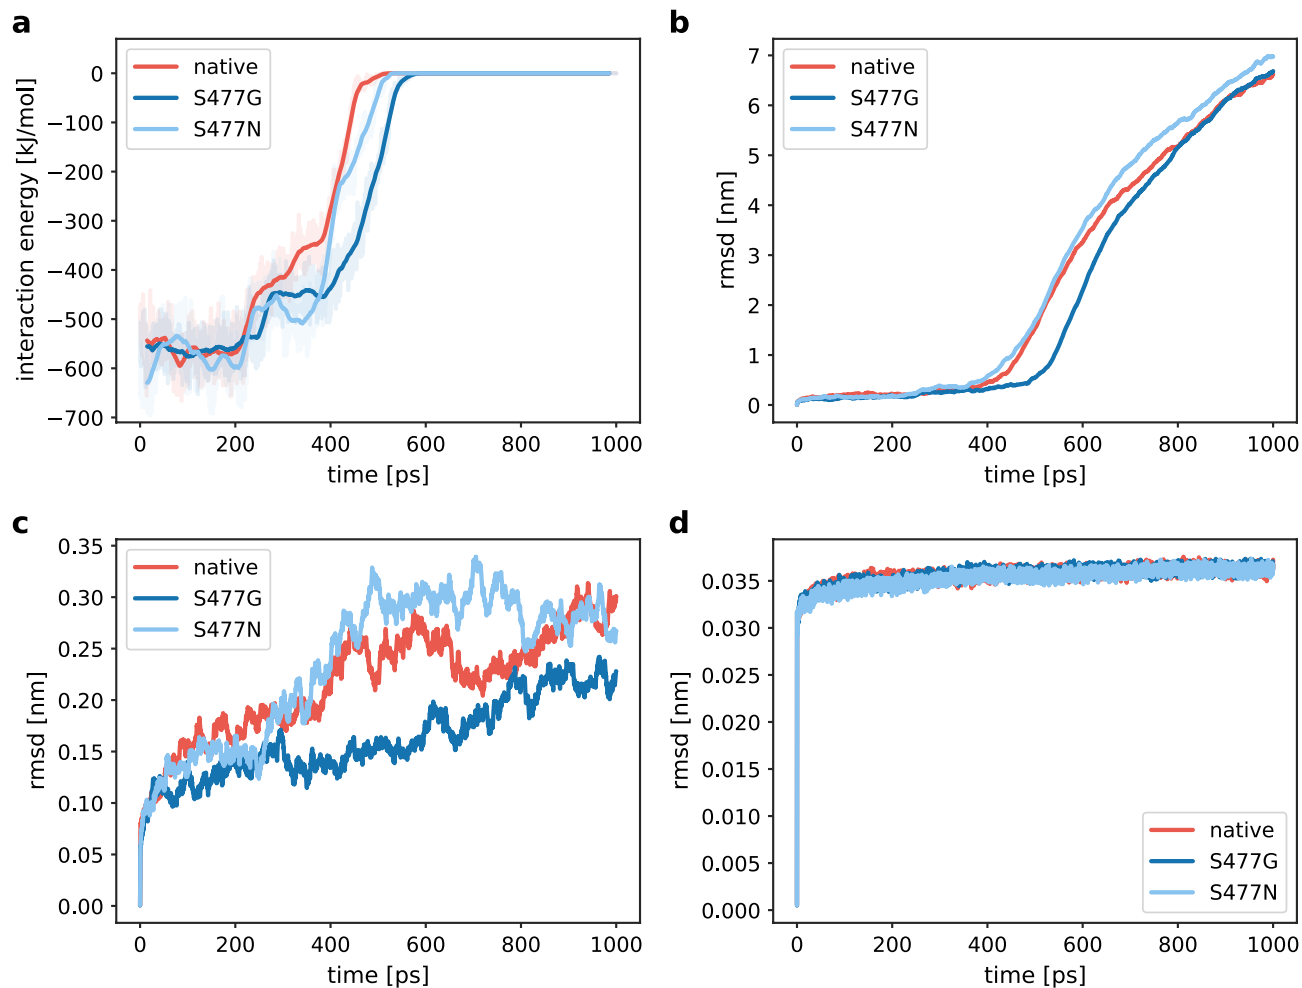 a
interaction energy [kJ/mol]
0
−100
−200
−300
−400
−500
−600
−700
native
S477G
S477N
0 200 400 600 800 1000
time [ps]
b
rmsd [nm]
7
6
5
4
3
2
1
0
native
S477G
S477N
0 200 400 600 800 1000
time [ps]
c
rmsd [nm]
0.35
0.30
0.25
0.20
0.15
0.10
0.05
0.00
native
S477G
S477N
0 200 400 600 800 1000
time [ps]
d
rmsd [nm]
0.035
0.030
0.025
0.020
0.015
0.010
0.005
0.000
native
S477G
S477N
0 200 400 600 800 1000
time [ps]